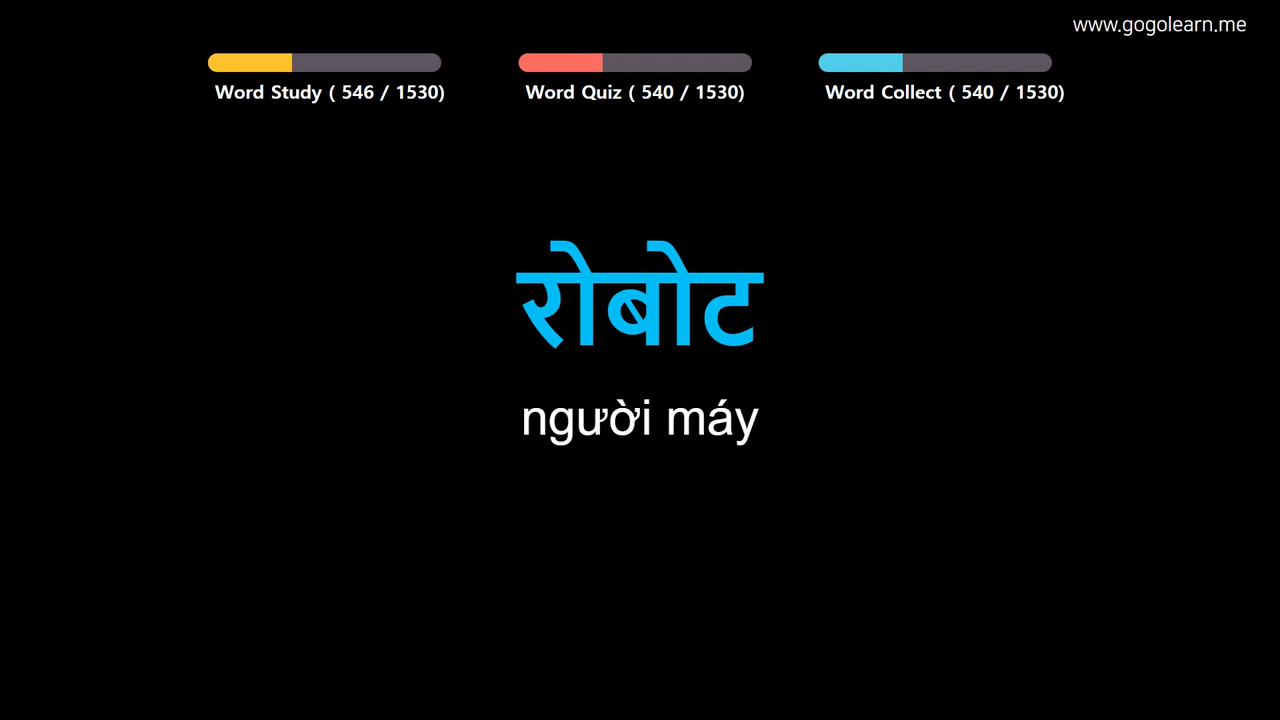 www.gogolearn.me
Word Study ( 546 / 1530)
Word Quiz ( 540 / 1530)
Word Collect ( 540 / 1530)
रोबोट
người máy